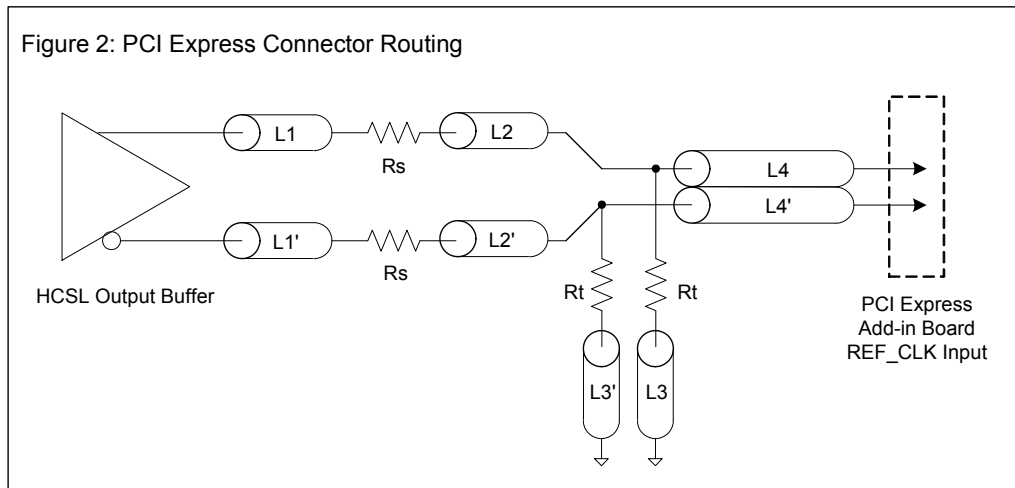 Figure 2: PCI Express Connector Routing
L1
Rs
L2
L4
L4'
L1'
Rs
L2'
HCSL Output Buffer
Rt
Rt
L3'
L3
PCI Express
Add-in Board
REF_CLK Input